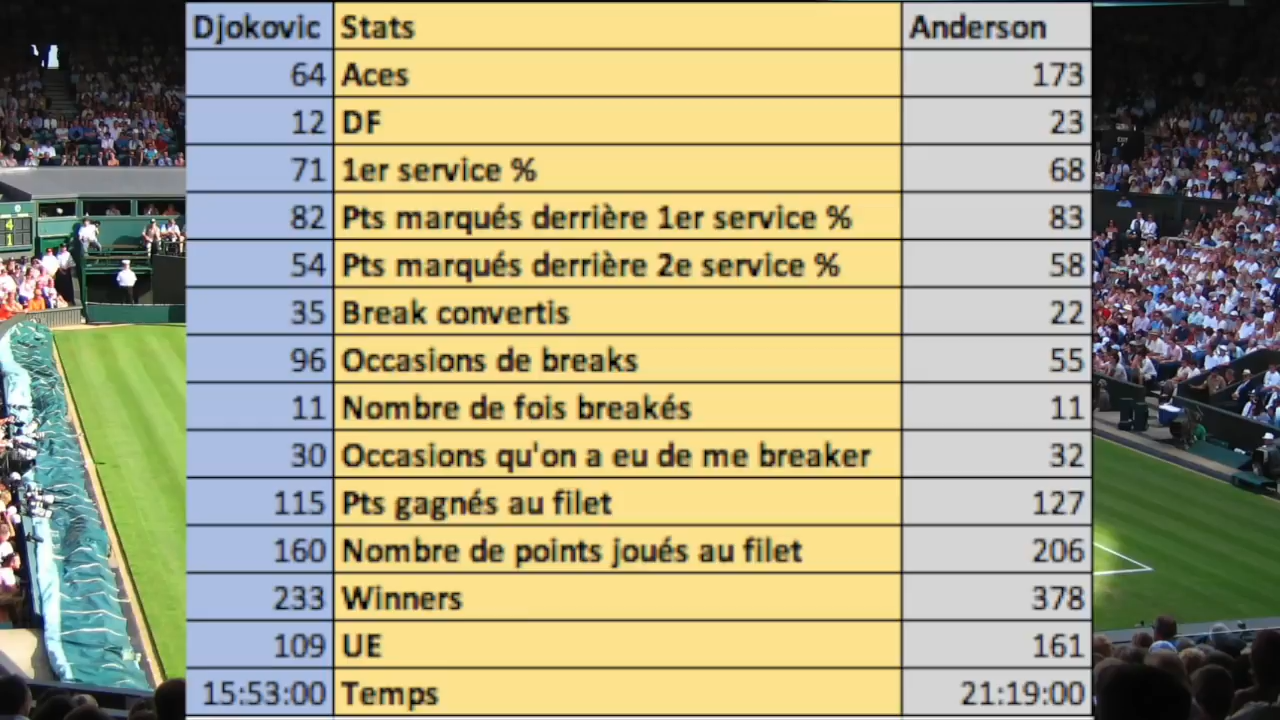 Djokovic Stats Anderson
64 Aces 173
12 DF 23
71 1er service % 68
82 Pts marqués derrière 1er service % 83
54 Pts marqués derrière 2e service % 58
35 Break convertis 22
96 Occasions de breaks 55
11 Nombre de fois breakés 11
30 Occasions qu'on a eu de me breaker 32
115 Pts gagnés au filet 127
160 Nombre de points joués au filet 206
233 Winners 378
109 UE 161
15:53:00 Temps 21:19:00